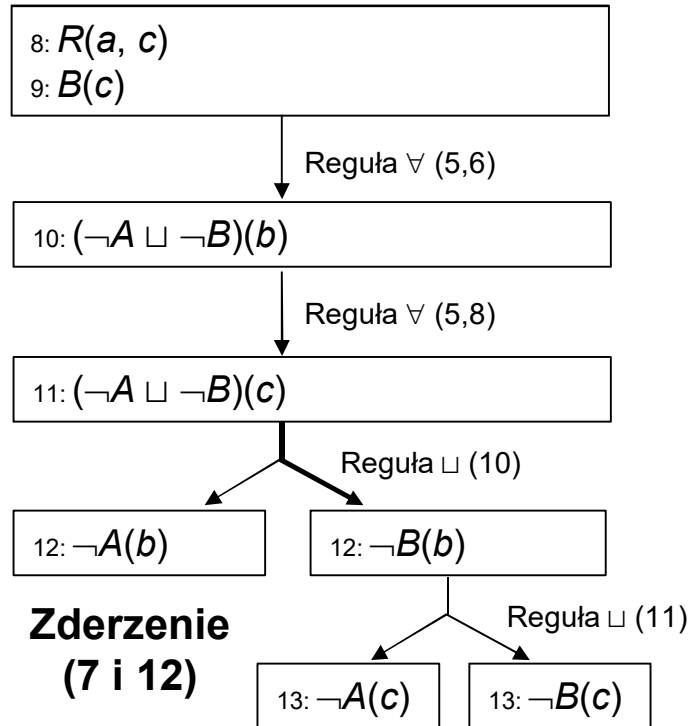 8: R(a, c)
9: B(c)
Reguła ∀ (5,6)
10: (¬A ⊔ ¬B)(b)
Reguła ∀ (5,8)
11: (¬A ⊔ ¬B)(c)
Reguła ⊔ (10)
12: ¬A(b)
12: ¬B(b)
Zderzenie
(7 i 12)
Reguła ⊔ (11)
13: ¬A(c)
13: ¬B(c)